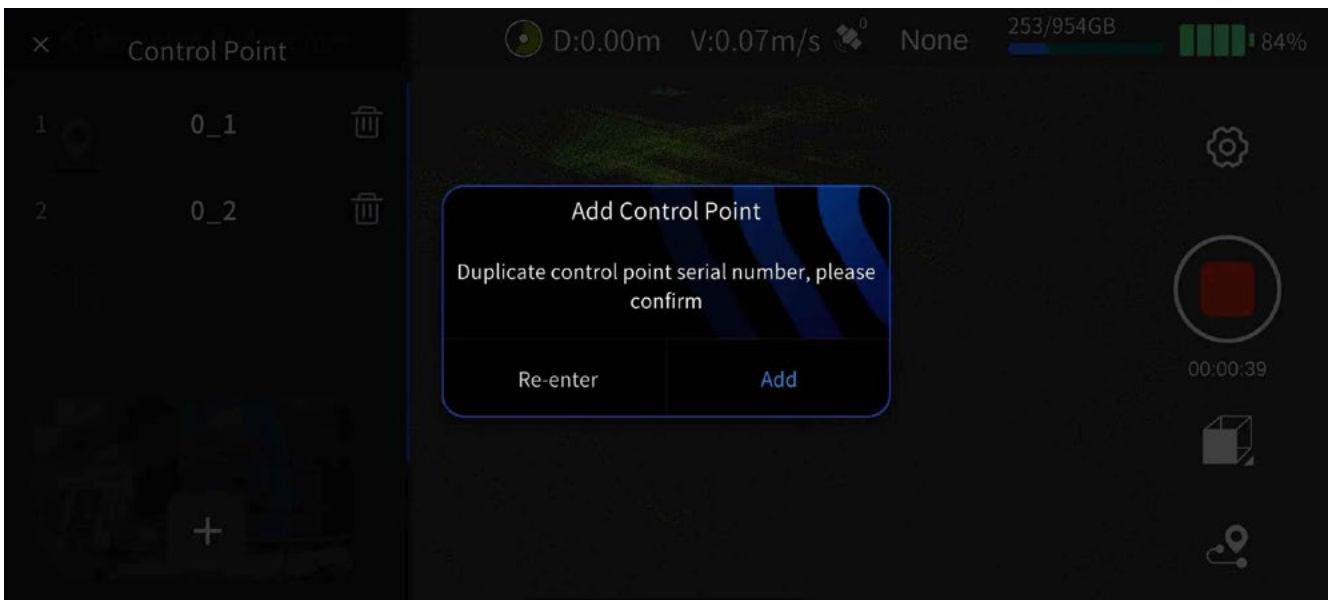 × Control Point
D:0.00m V:0.07m/s 0 None 253/954GB 84%
1 0_1
2 0_2
Add Control Point
Duplicate control point serial number, please
confirm
Re-enter Add
00:00:39
+